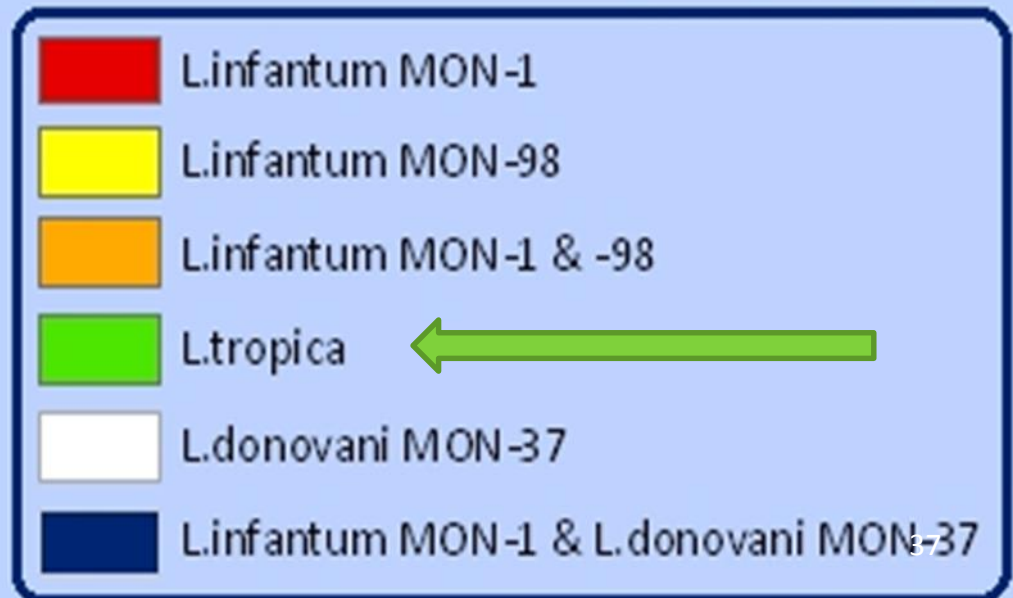 L.infantum MON-1
L.infantum MON-98
L.infantum MON-1 & -98
L.tropica
L.donovani MON-37
L.infantum MON-1 & L.donovani MON-37
37